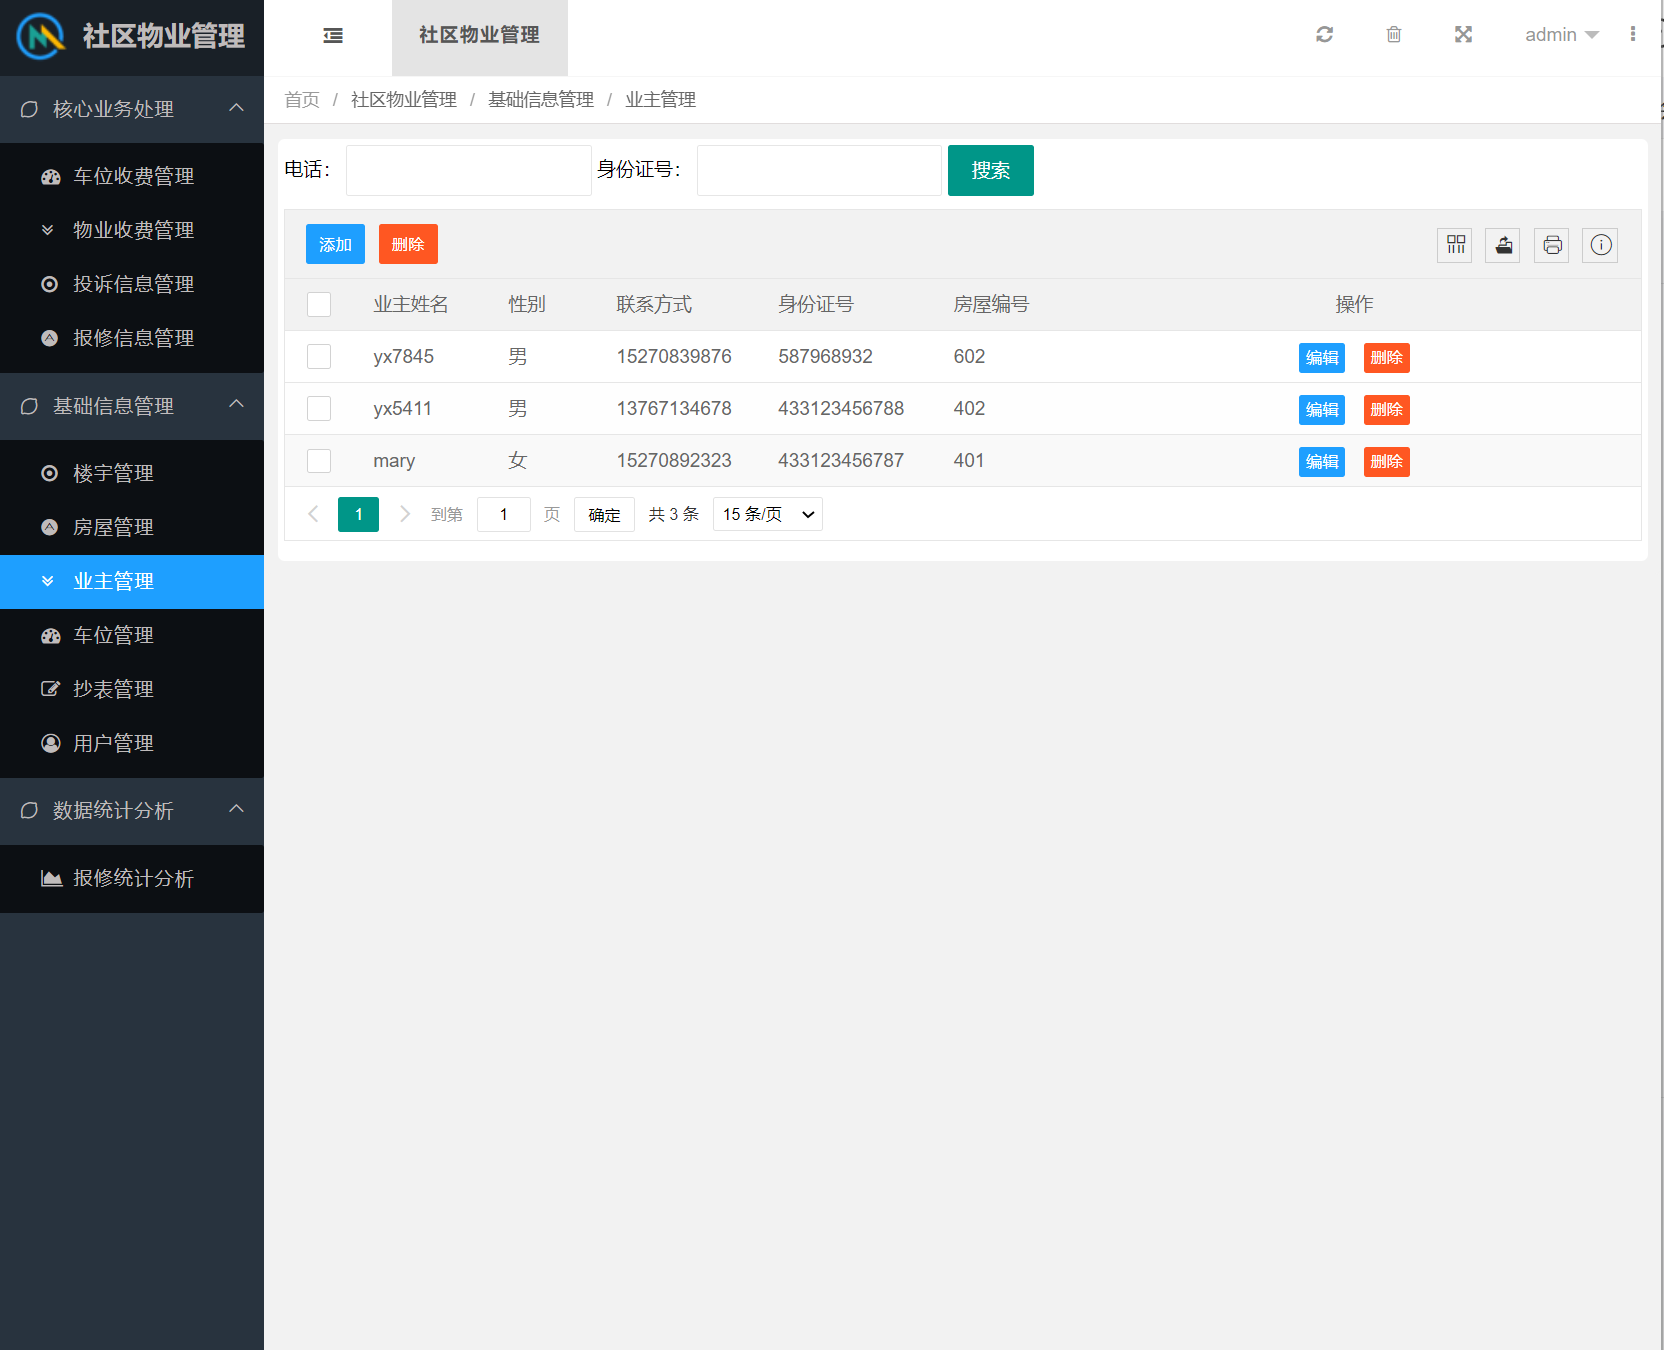 社区物业管理
社区物业管理
admin
首页 / 社区物业管理 / 基础信息管理 / 业主管理
核心业务处理
车位收费管理
物业收费管理
投诉信息管理
报修信息管理
基础信息管理
楼宇管理
房屋管理
业主管理
车位管理
抄表管理
用户管理
数据统计分析
报修统计分析
电话： 身份证号： 搜索
添加 删除
业主姓名 性别 联系方式 身份证号 房屋编号 操作
yx7845 男 15270839876 587968932 602 编辑 删除
yx5411 男 13767134678 433123456788 402 编辑 删除
mary 女 15270892323 433123456787 401 编辑 删除
1 到第 1 页 确定 共 3 条 15 条/页